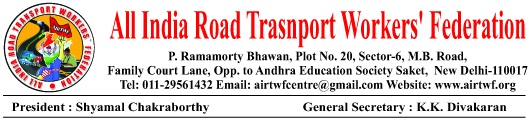 All India Road Trasnport Workers' Federation
P. Ramamorty Bhawan, Plot No. 20, Sector-6, M.B. Road,
Family Court Lane, Opp. to Andhra Education Society Saket, New Delhi-110017
Tel: 011-29561432 Email: airtwfcentre@gmail.com Website: www.airtwf.org
President : Shyamal Chakraborthy General Secretary : K.K. Divakaran
ALL INDIA ROAD TRANSPORT WORKERS' FEDERATION